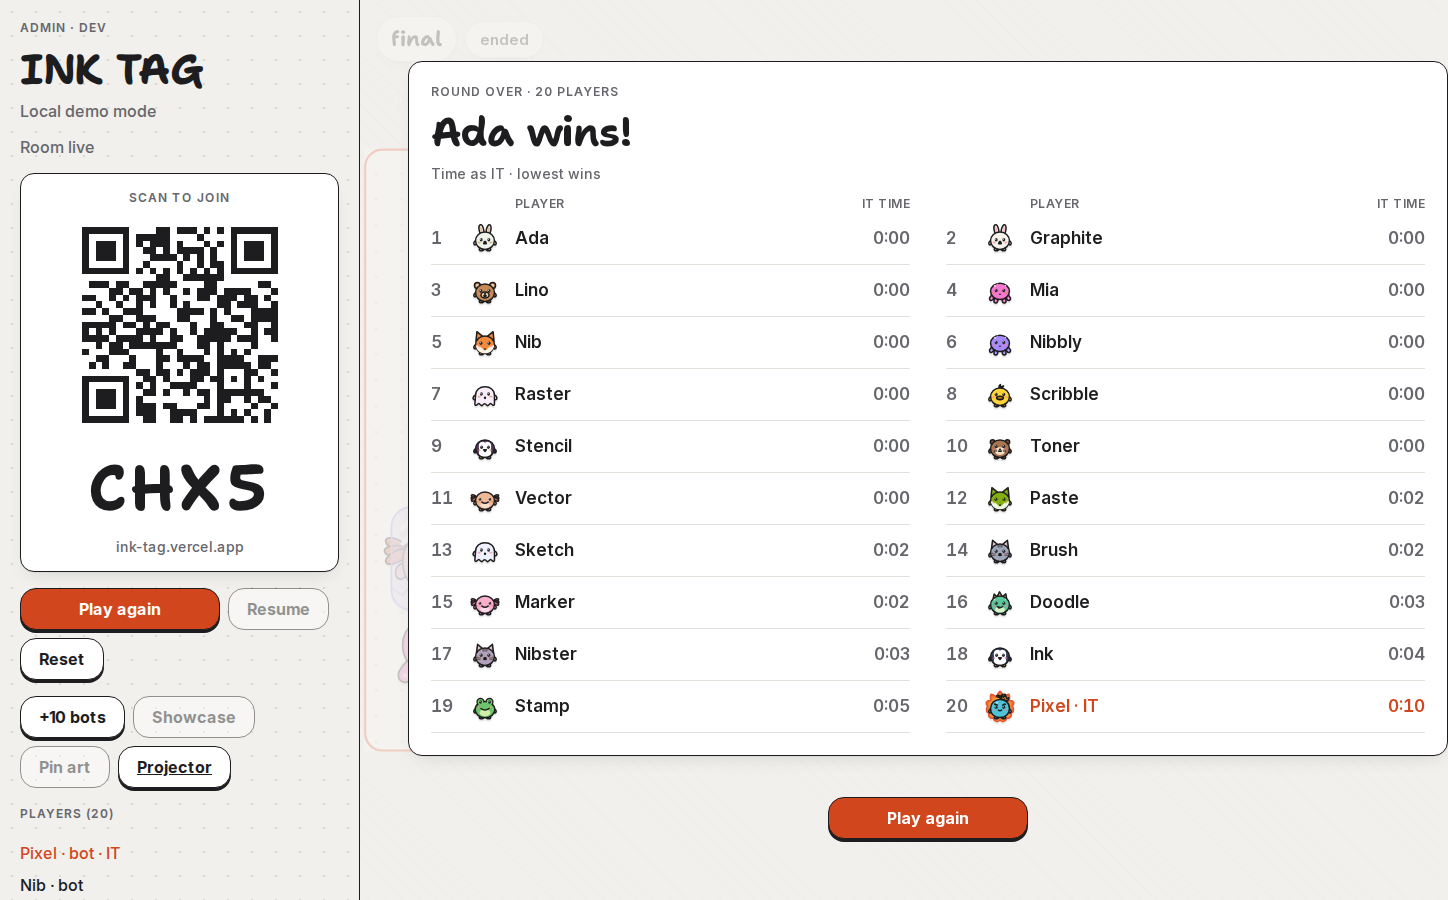 ADMIN · DEV
INK TAG
Local demo mode
Room live
SCAN TO JOIN
CHX5
ink-tag.vercel.app
Play again
Resume
Reset
+10 bots
Showcase
Pin art
Projector
PLAYERS (20)
Pixel · bot · IT
Nib · bot
final
ended
ROUND OVER · 20 PLAYERS
Ada wins!
Time as IT · lowest wins
PLAYER IT TIME PLAYER IT TIME
1 Ada 0:00 2 Graphite 0:00
3 Lino 0:00 4 Mia 0:00
5 Nib 0:00 6 Nibbly 0:00
7 Raster 0:00 8 Scribble 0:00
9 Stencil 0:00 10 Toner 0:00
11 Vector 0:00 12 Paste 0:02
13 Sketch 0:02 14 Brush 0:02
15 Marker 0:02 16 Doodle 0:03
17 Nibster 0:03 18 Ink 0:04
19 Stamp 0:05 20 Pixel · IT 0:10
Play again